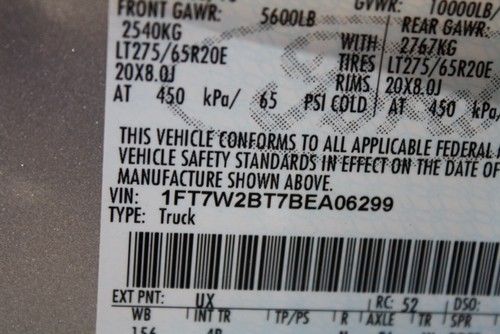 FRONT GAWR: 5600LB GVWR: 10000LB
2540KG REAR GAWR:
LT275/65R20E WITH 2767KG
20X8.0J TIRES LT275/65R20E
AT 450 kPa/ 65 RIMS 20X8.0J
PSI COLD AT 450 kPa/
THIS VEHICLE CONFORMS TO ALL APPLICABLE FEDERAL
VEHICLE SAFETY STANDARDS IN EFFECT ON THE DATE OF
MANUFACTURE SHOWN ABOVE.
VIN: 1FT7W2BT7BEA06299
TYPE: Truck
EXT PNT: UX RC: 52 DSO:
WB INT TR TP/PS R AXLE TR SPR
156